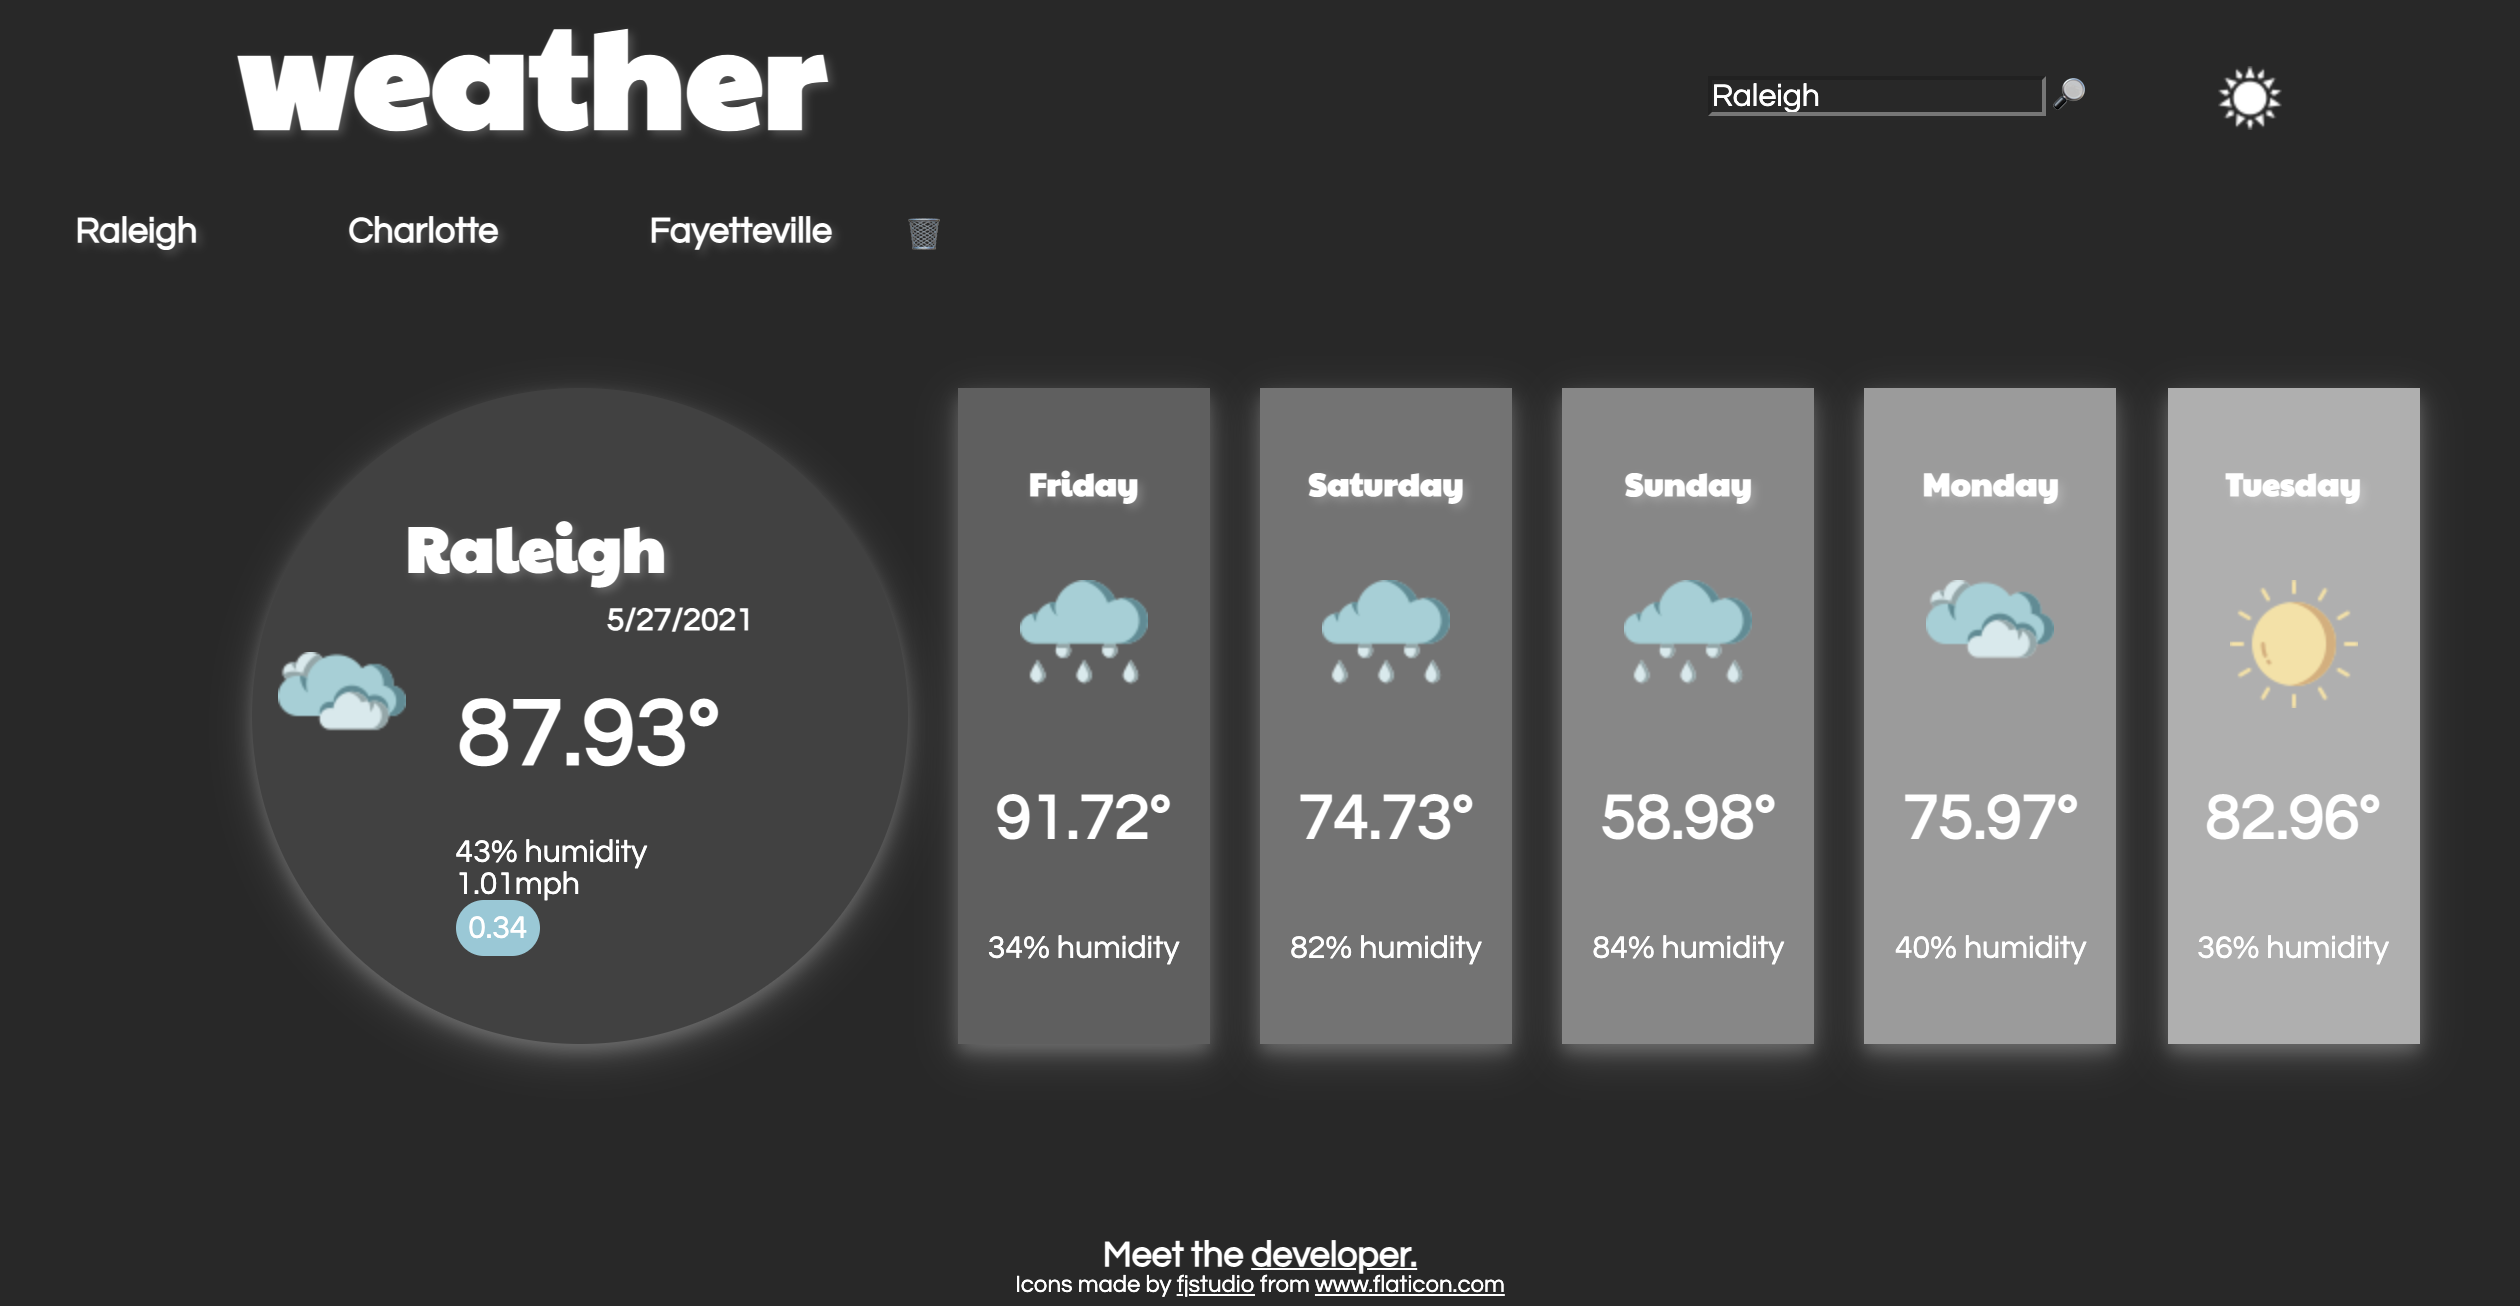 weather
Raleigh
Raleigh Charlotte Fayetteville
Raleigh
5/27/2021
87.93°
43% humidity
1.01mph
0.34
Friday
91.72°
34% humidity
Saturday
74.73°
82% humidity
Sunday
58.98°
84% humidity
Monday
75.97°
40% humidity
Tuesday
82.96°
36% humidity
Meet the developer.
Icons made by fjstudio from www.flaticon.com